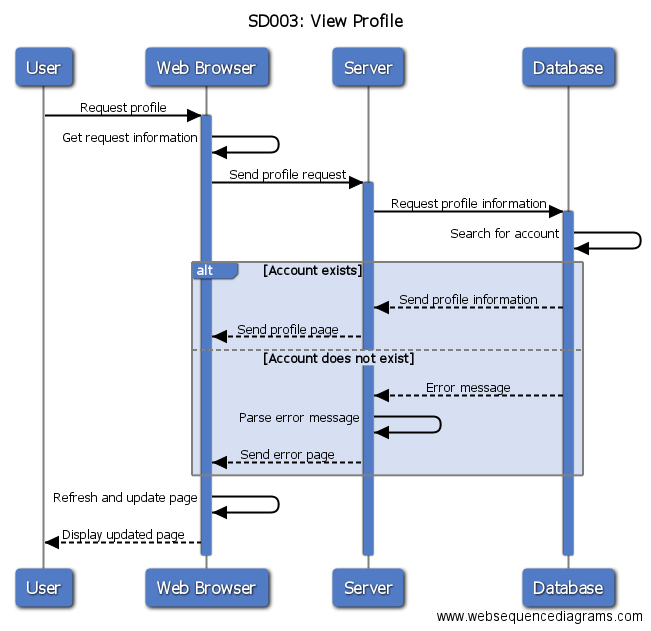 SD003: View Profile
User
Web Browser
Server
Database
Request profile
Get request information
Send profile request
Request profile information
Search for account
alt
[Account exists]
Send profile information
Send profile page
[Account does not exist]
Error message
Parse error message
Send error page
Refresh and update page
Display updated page
User
Web Browser
Server
Database
www.websequencediagrams.com